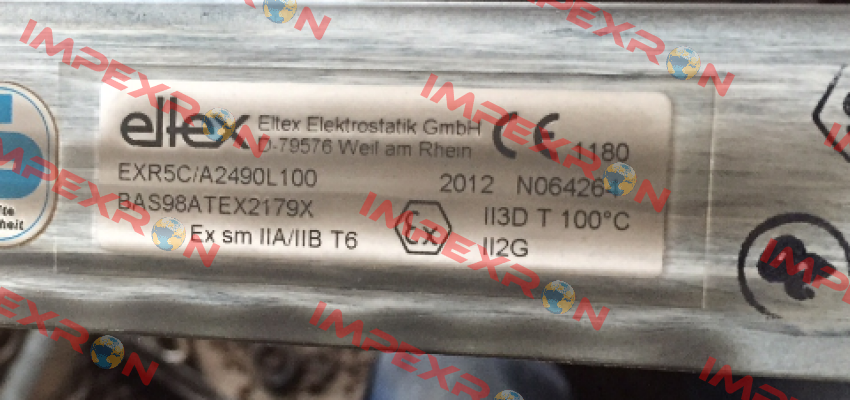 eltex Eltex Elektrostatik GmbH
D-79576 Weil am Rhein
CE 1180
EXR5C/A2490L100 2012
BAS98ATEX2179X
Ex sm IIA/IIB T6
Ex II3D T 100°C
II2G
IMPEXRON